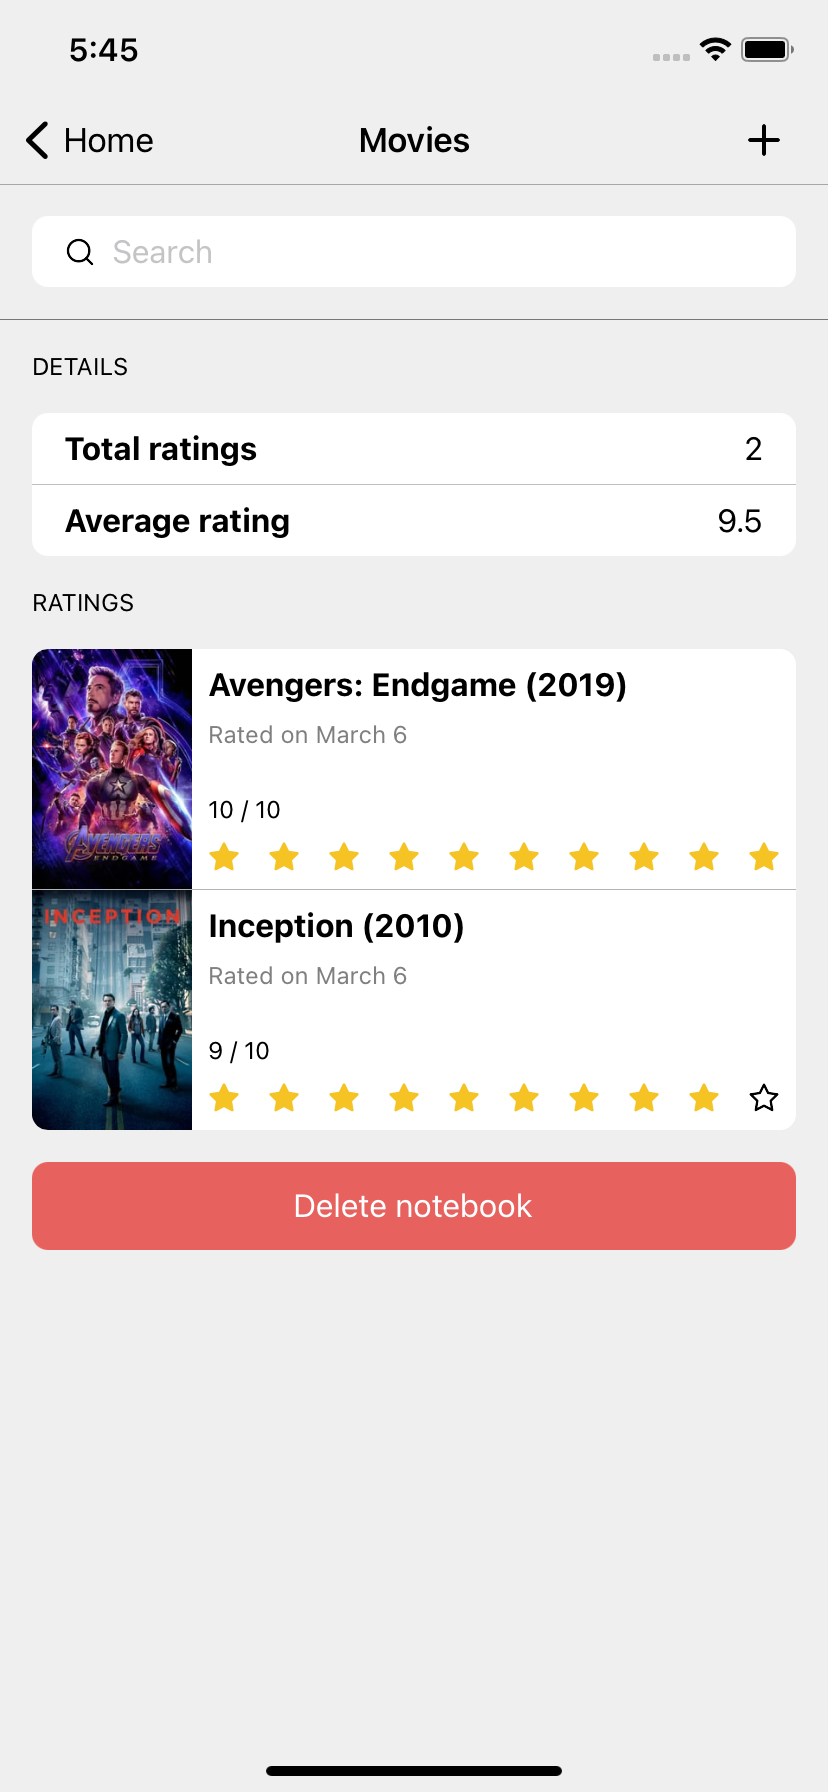 5:45
Home
Movies
Search
DETAILS
Total ratings 2
Average rating 9.5
RATINGS
AVENGERS
ENDGAME
Avengers: Endgame (2019)
Rated on March 6
10 / 10
INCEPTION
Inception (2010)
Rated on March 6
9 / 10
Delete notebook